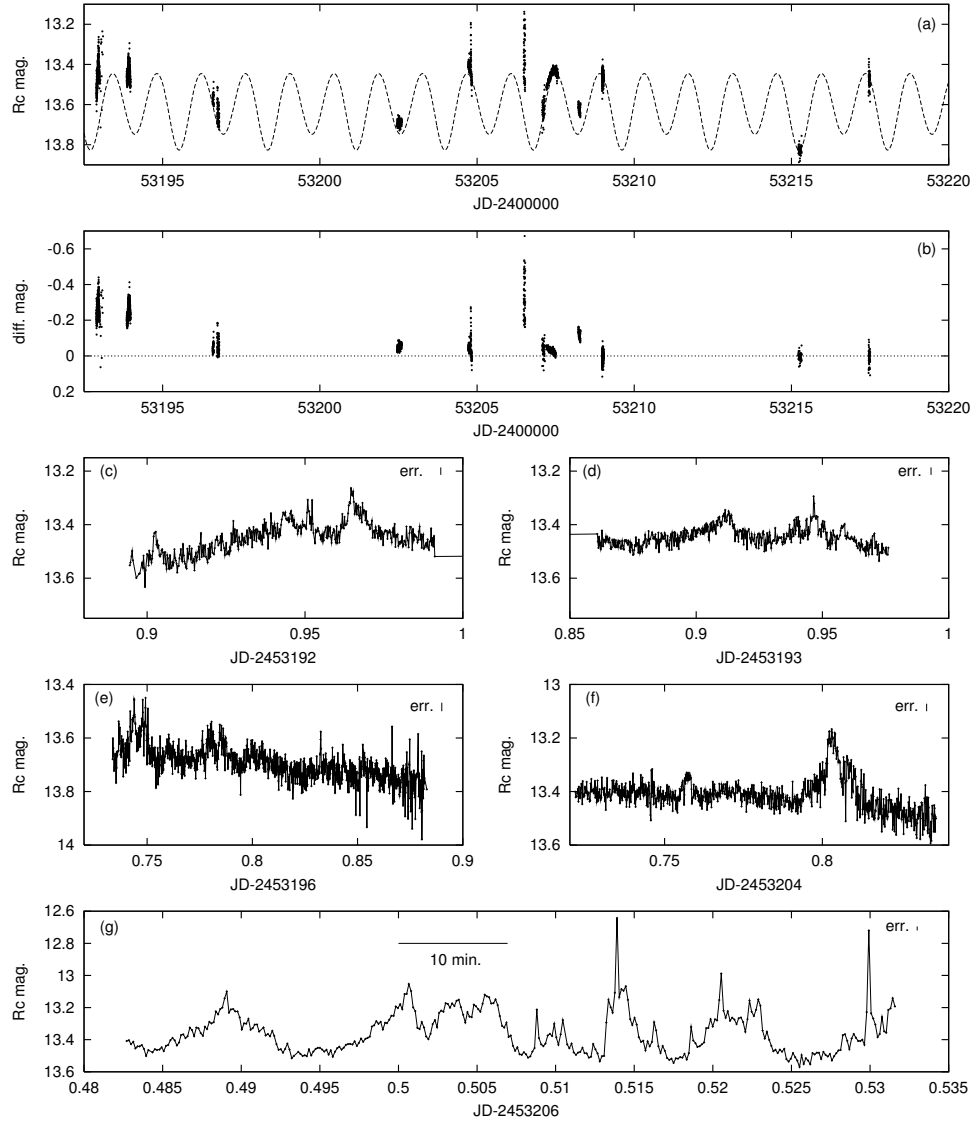 (a)
Rc mag.
13.2
13.4
13.6
13.8
53195 53200 53205 53210 53215 53220
JD-2400000
(b)
diff. mag.
-0.6
-0.4
-0.2
0
0.2
53195 53200 53205 53210 53215 53220
JD-2400000
(c)
err.
Rc mag.
13.2
13.4
13.6
0.9 0.95 1
JD-2453192
(d)
err.
Rc mag.
13.2
13.4
13.6
0.85 0.9 0.95 1
JD-2453193
(e)
err.
Rc mag.
13.4
13.6
13.8
14
0.75 0.8 0.85 0.9
JD-2453196
(f)
err.
Rc mag.
13
13.2
13.4
13.6
0.75 0.8
JD-2453204
(g)
err.
10 min.
Rc mag.
12.6
12.8
13
13.2
13.4
13.6
0.48 0.485 0.49 0.495 0.5 0.505 0.51 0.515 0.52 0.525 0.53 0.535
JD-2453206